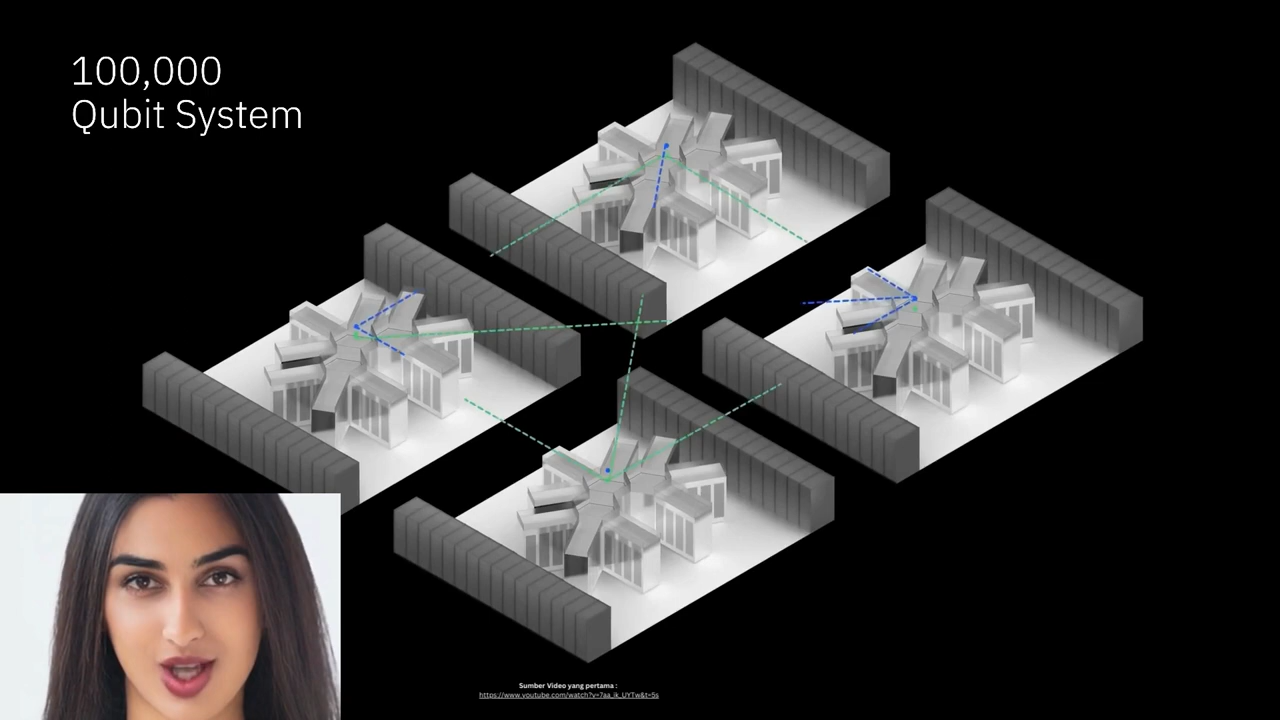 100,000
Qubit System
Sumber Video yang pertama :
https://www.youtube.com/watch?v=7aa_ik_UYTw&t=5s